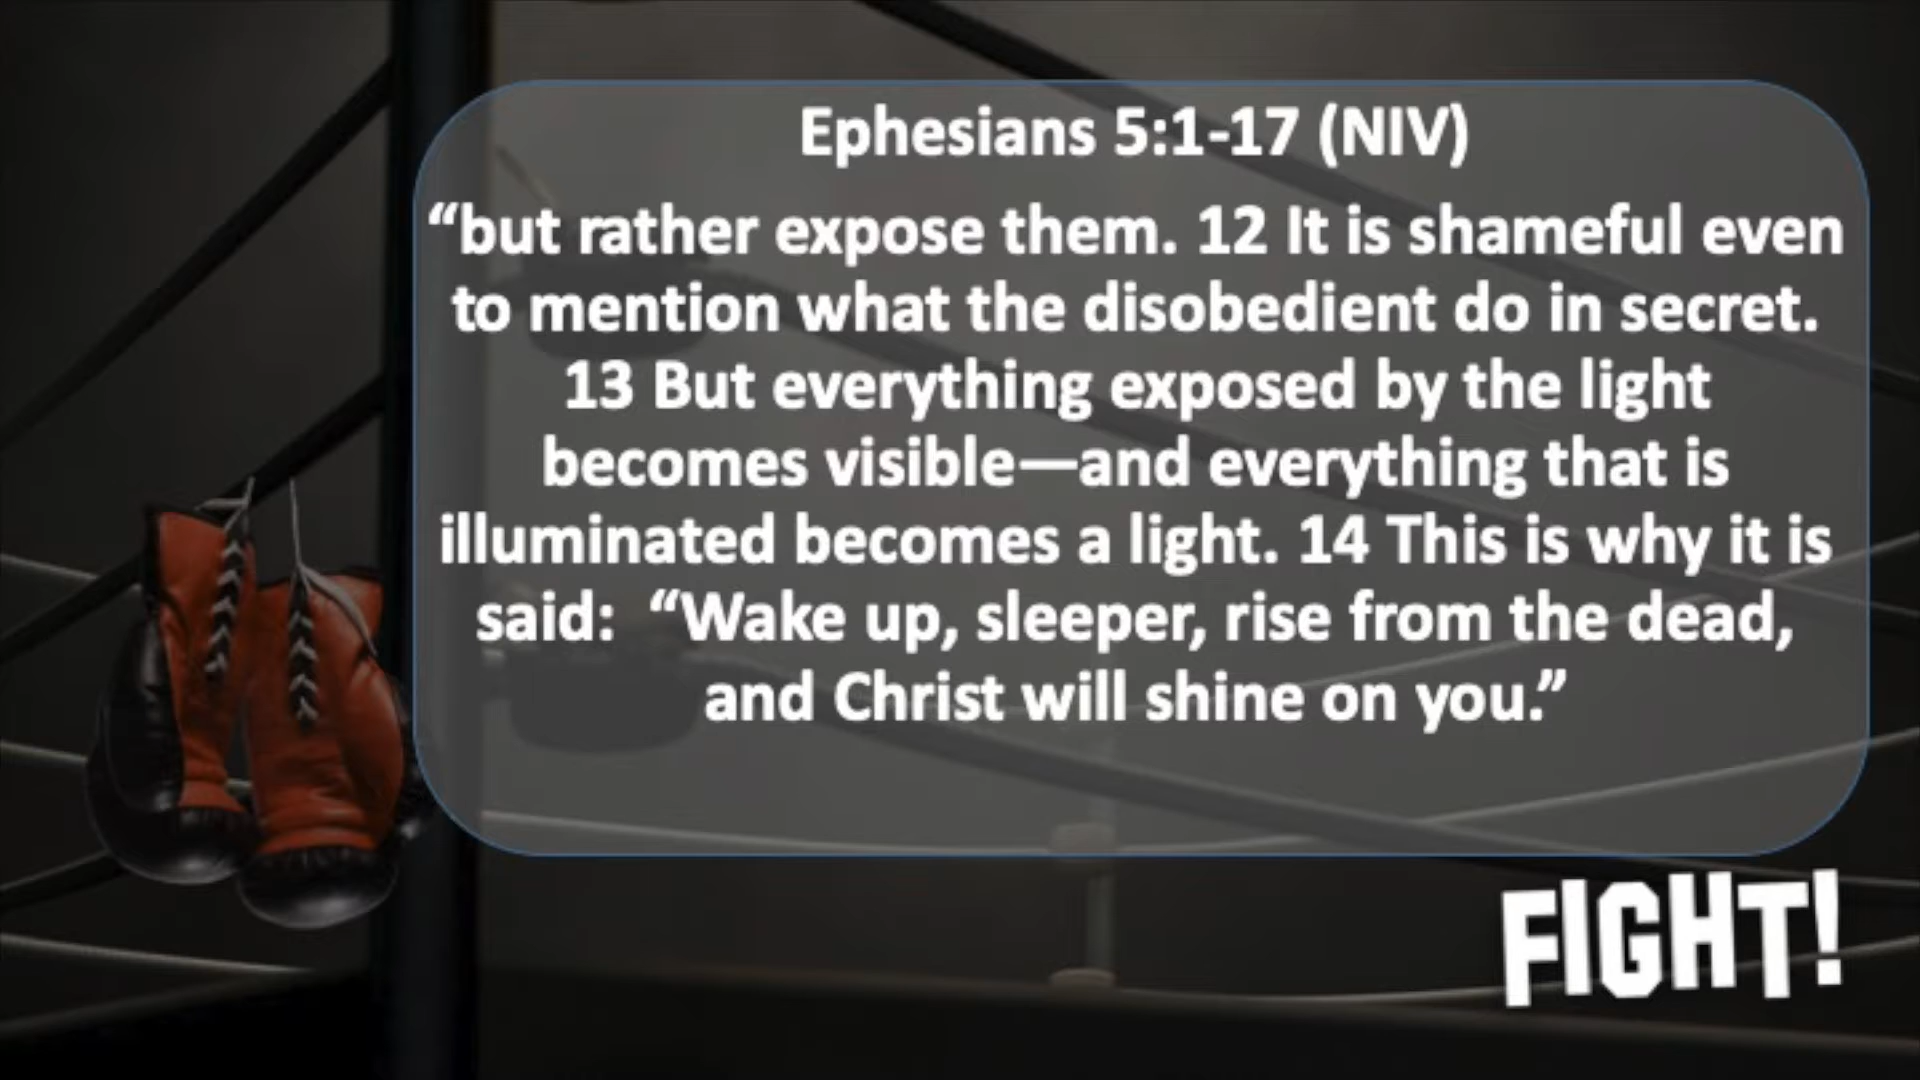 Ephesians 5:1-17 (NIV)
“but rather expose them. 12 It is shameful even
to mention what the disobedient do in secret.
13 But everything exposed by the light
becomes visible—and everything that is
illuminated becomes a light. 14 This is why it is
said:  “Wake up, sleeper, rise from the dead,
and Christ will shine on you.”
FIGHT!